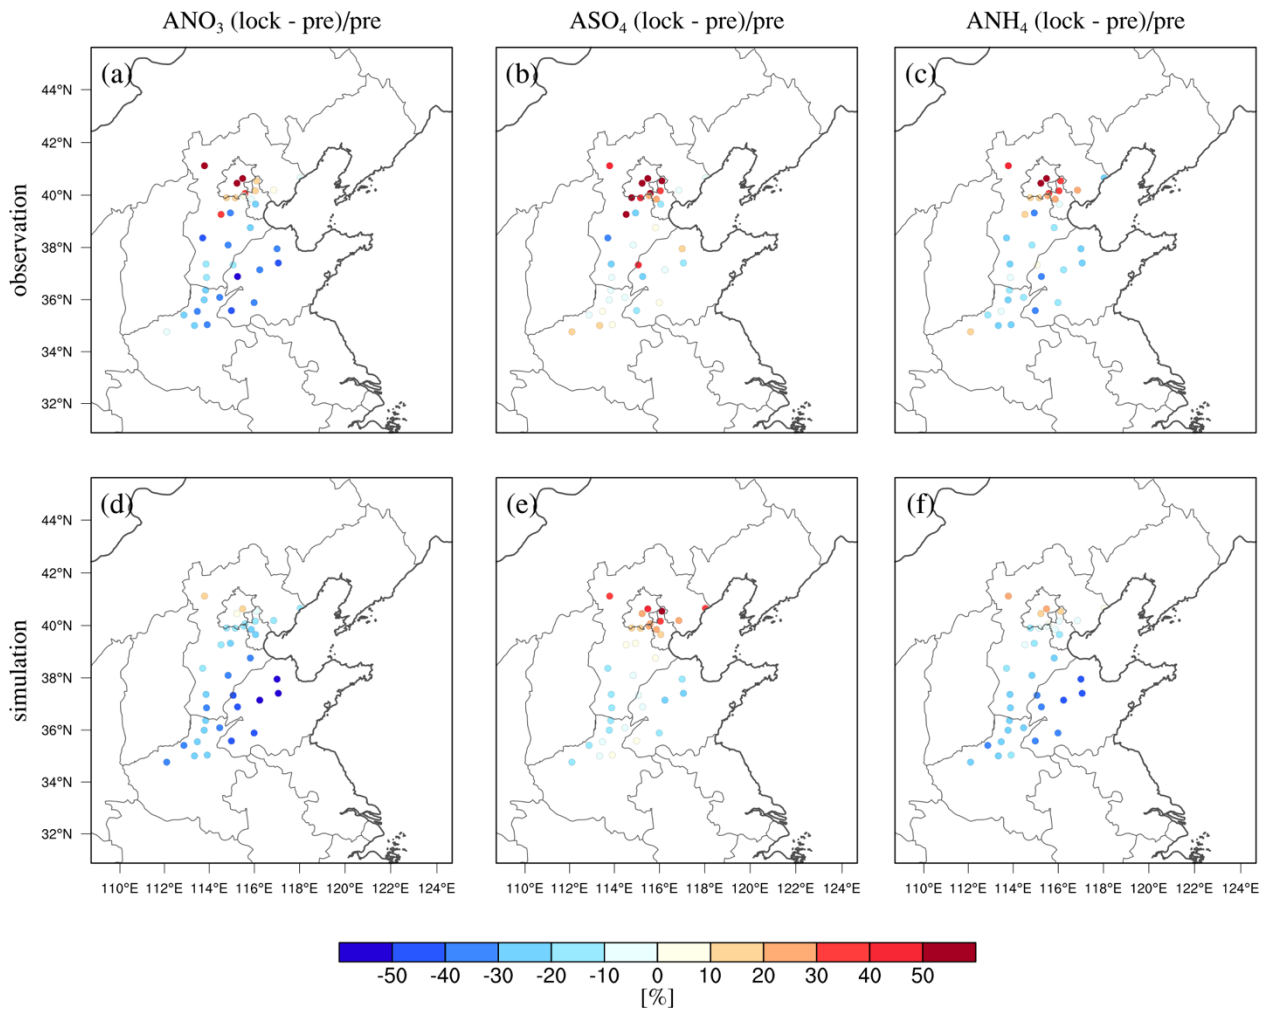 ANO₃ (lock - pre)/pre ASO₄ (lock - pre)/pre ANH₄ (lock - pre)/pre
observation
(a) (b) (c)
44°N
42°N
40°N
38°N
36°N
34°N
32°N
simulation
(d) (e) (f)
44°N
42°N
40°N
38°N
36°N
34°N
32°N
110°E 112°E 114°E 116°E 118°E 120°E 122°E 124°E 110°E 112°E 114°E 116°E 118°E 120°E 122°E 124°E 110°E 112°E 114°E 116°E 118°E 120°E 122°E 124°E
-50 -40 -30 -20 -10 0 10 20 30 40 50
[%]